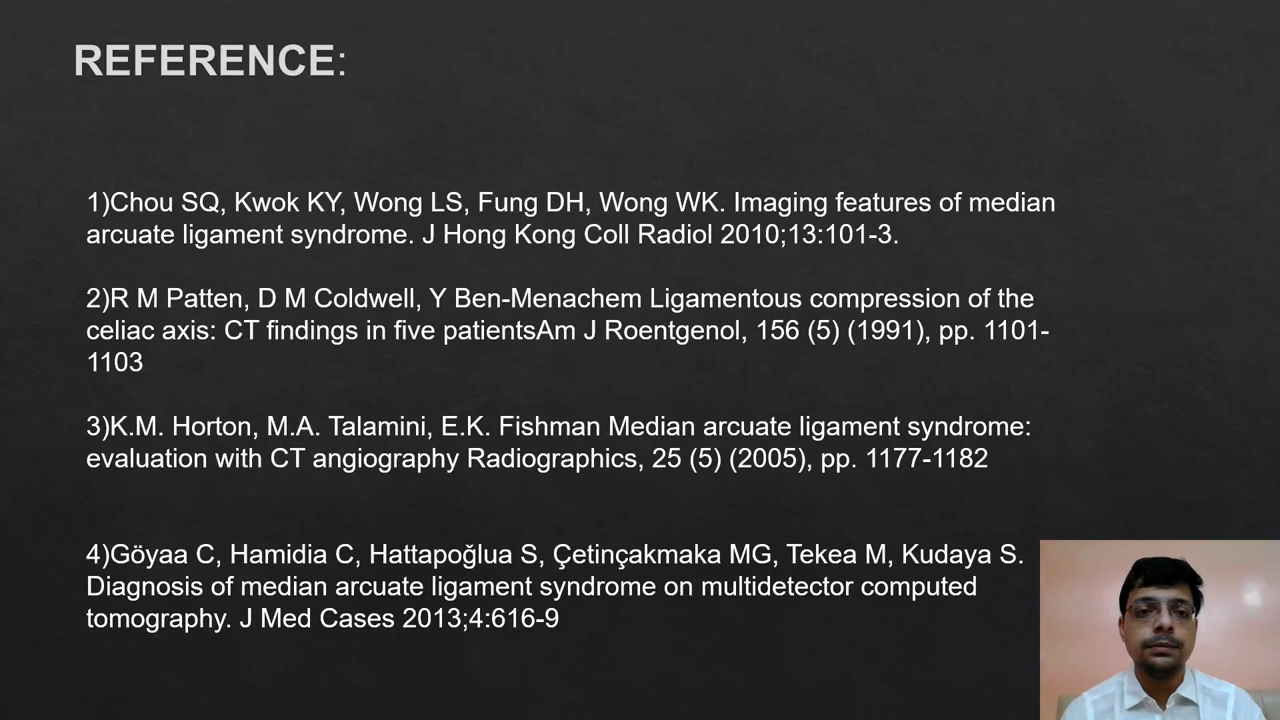 REFERENCE:
1)Chou SQ, Kwok KY, Wong LS, Fung DH, Wong WK. Imaging features of median
arcuate ligament syndrome. J Hong Kong Coll Radiol 2010;13:101-3.
2)R M Patten, D M Coldwell, Y Ben-Menachem Ligamentous compression of the
celiac axis: CT findings in five patientsAm J Roentgenol, 156 (5) (1991), pp. 1101-
1103
3)K.M. Horton, M.A. Talamini, E.K. Fishman Median arcuate ligament syndrome:
evaluation with CT angiography Radiographics, 25 (5) (2005), pp. 1177-1182
4)Göyaa C, Hamidia C, Hattapoğlua S, Çetinçakmaka MG, Tekea M, Kudaya S.
Diagnosis of median arcuate ligament syndrome on multidetector computed
tomography. J Med Cases 2013;4:616-9